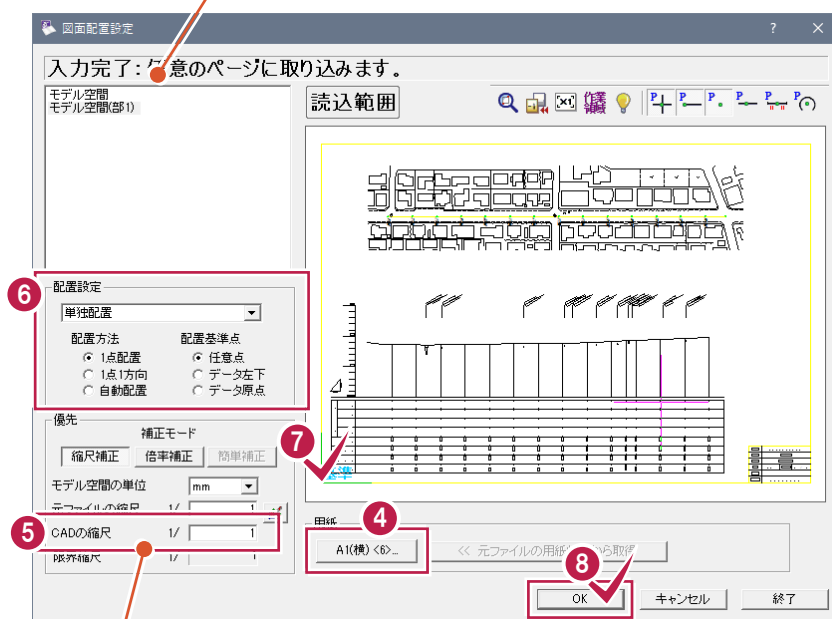 図面配置設定
入力完了:任意のページに取り込みます。
モデル空間
モデル空間(部1)
読込範囲
6
配置設定
単独配置
配置方法 配置基準点
1点配置 任意点
1点1方向 データ左下
自動配置 データ原点
優先
補正モード
縮尺補正 倍率補正 簡単補正
モデル空間の単位 mm
元ファイルの縮尺 1/ 1
5
CADの縮尺 1/ 1
限界縮尺 1/ 1
7
基準
用紙
4
A1(横) <6>...
<< 元ファイルの用紙
から取得
8
OK
キャンセル
終了